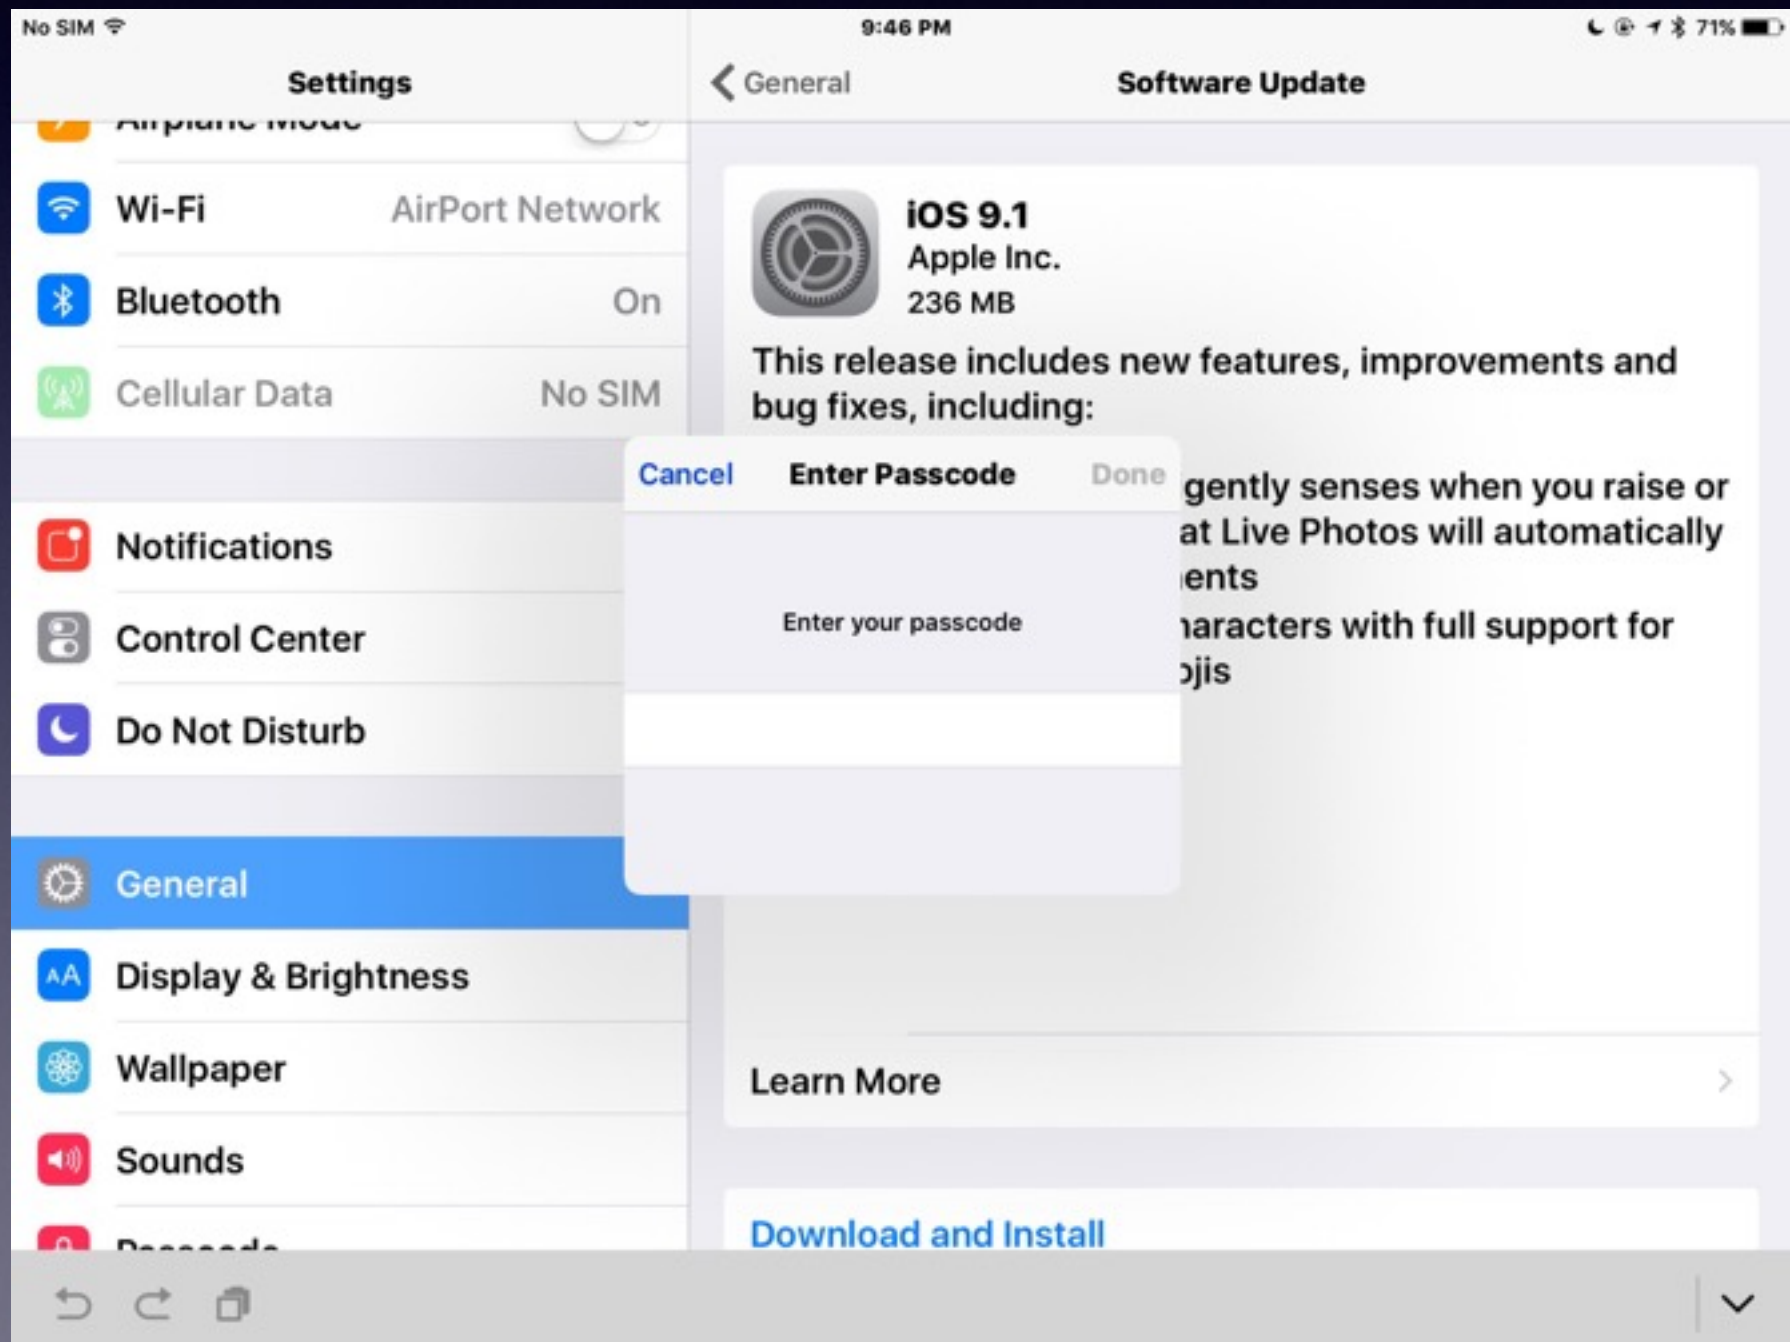 No SIM
9:46 PM
71%
Settings
Airplane Mode
Wi-Fi
AirPort Network
Bluetooth
On
Cellular Data
No SIM
Notifications
Control Center
Do Not Disturb
General
Display & Brightness
Wallpaper
Sounds
Passcode
General
Software Update
iOS 9.1
Apple Inc.
236 MB
This release includes new features, improvements and
bug fixes, including:
gently senses when you raise or
at Live Photos will automatically
ents
aracters with full support for
ojis
Cancel
Enter Passcode
Done
Enter your passcode
Learn More
Download and Install